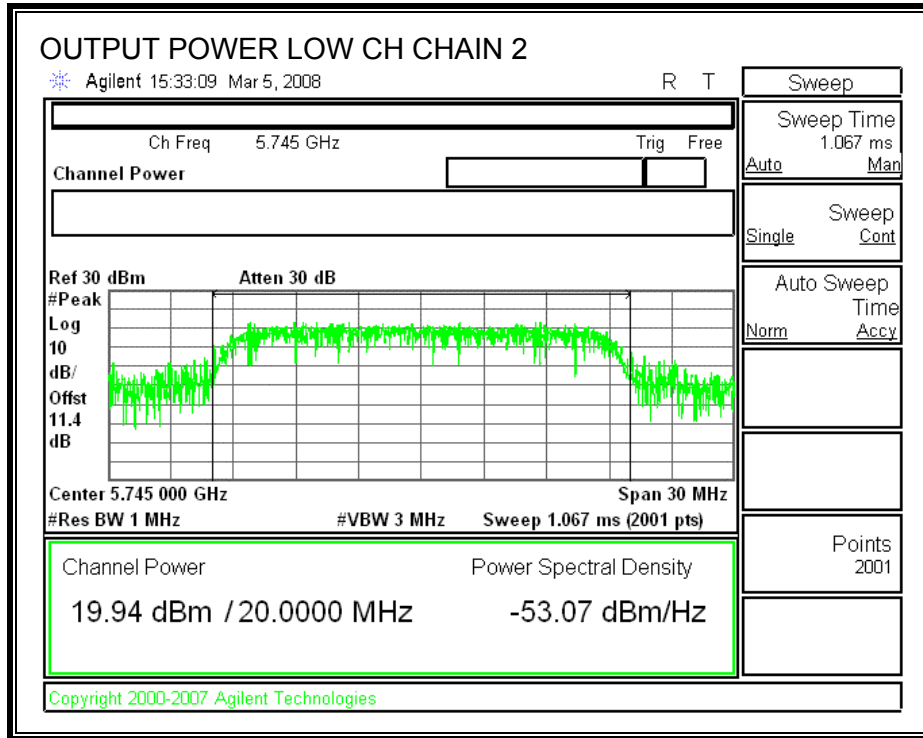 OUTPUT POWER LOW CH CHAIN 2
Agilent 15:33:09 Mar 5, 2008 R T
Ch Freq 5.745 GHz Trig Free
Channel Power
Ref 30 dBm Atten 30 dB
#Peak
Log
10
dB/
Offst
11.4
dB
Center 5.745 000 GHz Span 30 MHz
#Res BW 1 MHz #VBW 3 MHz Sweep 1.067 ms (2001 pts)
Channel Power Power Spectral Density
19.94 dBm / 20.0000 MHz -53.07 dBm/Hz
Copyright 2000-2007 Agilent Technologies
Sweep
Sweep Time
1.067 ms
Auto Man
Sweep
Single Cont
Auto Sweep
Time
Norm Accy
Points
2001